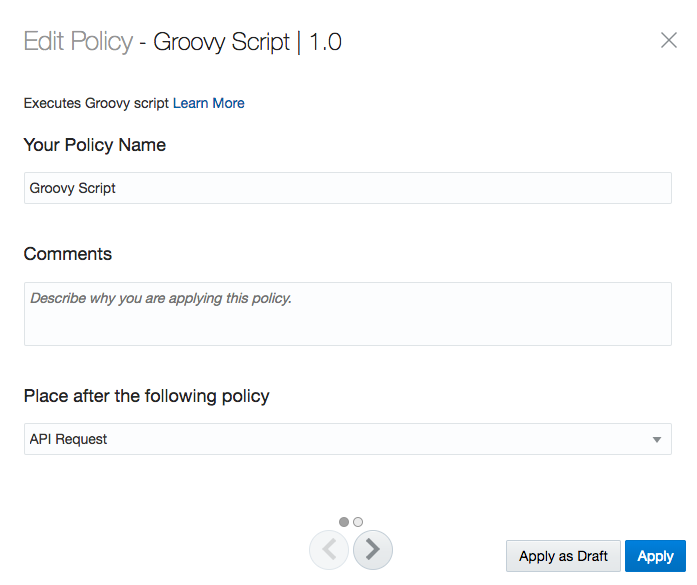 Edit Policy - Groovy Script | 1.0
Executes Groovy script Learn More
Your Policy Name
Groovy Script
Comments
Describe why you are applying this policy.
Place after the following policy
API Request
Apply as Draft
Apply